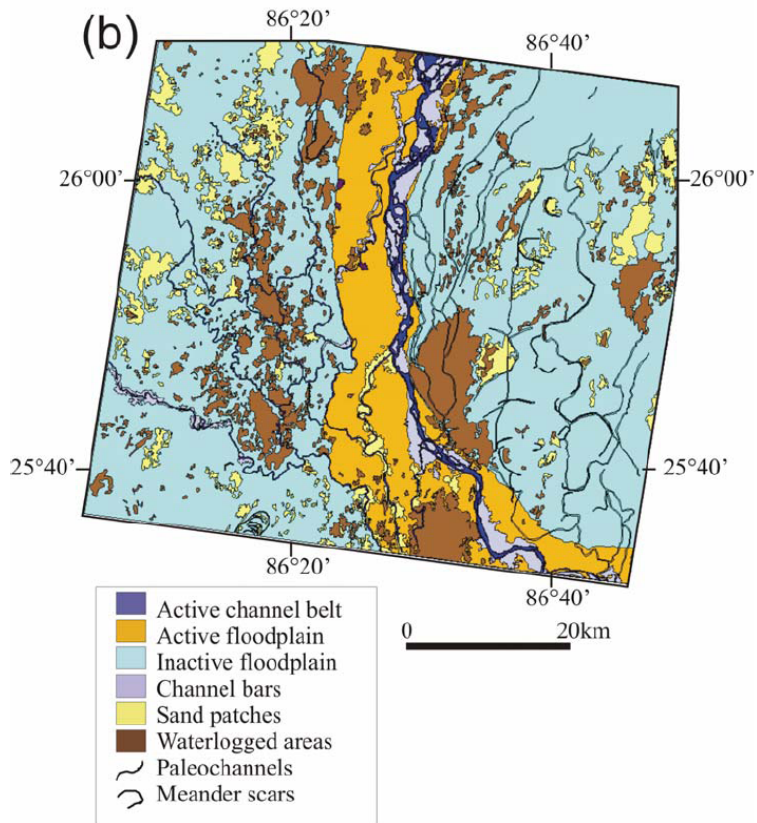 (b)
86°20’
86°40’
26°00’
26°00’
25°40’
25°40’
86°20’
86°40’
Active channel belt
Active floodplain
Inactive floodplain
Channel bars
Sand patches
Waterlogged areas
Paleochannels
Meander scars
0
20km